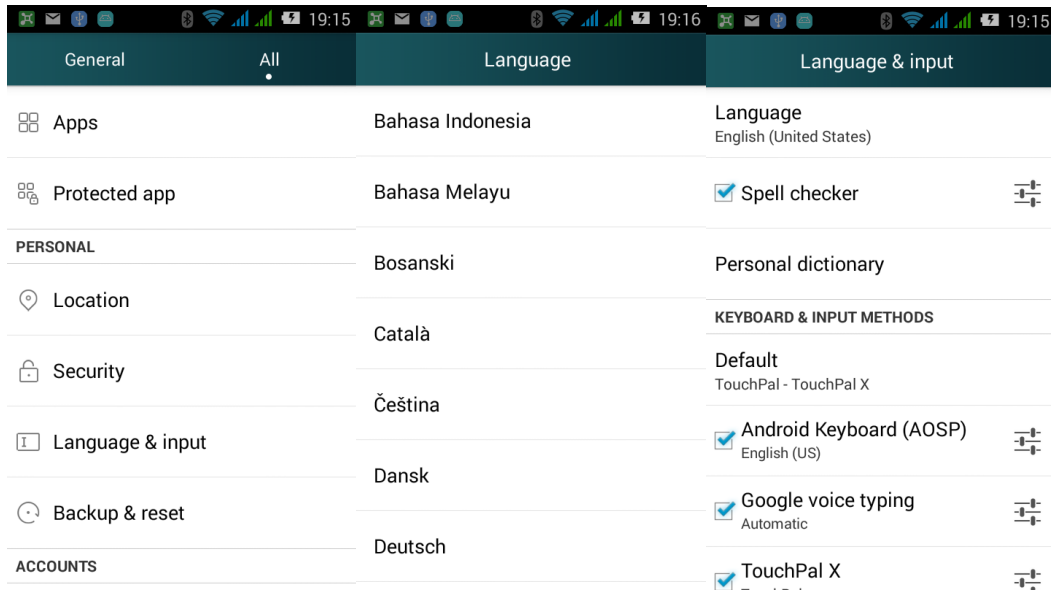 19:15
General
All
Apps
Protected app
PERSONAL
Location
Security
Language & input
Backup & reset
ACCOUNTS
19:16
Language
Bahasa Indonesia
Bahasa Melayu
Bosanski
Català
Čeština
Dansk
Deutsch
19:15
Language & input
Language
English (United States)
Spell checker
Personal dictionary
KEYBOARD & INPUT METHODS
Default
TouchPal - TouchPal X
Android Keyboard (AOSP)
English (US)
Google voice typing
Automatic
TouchPal X